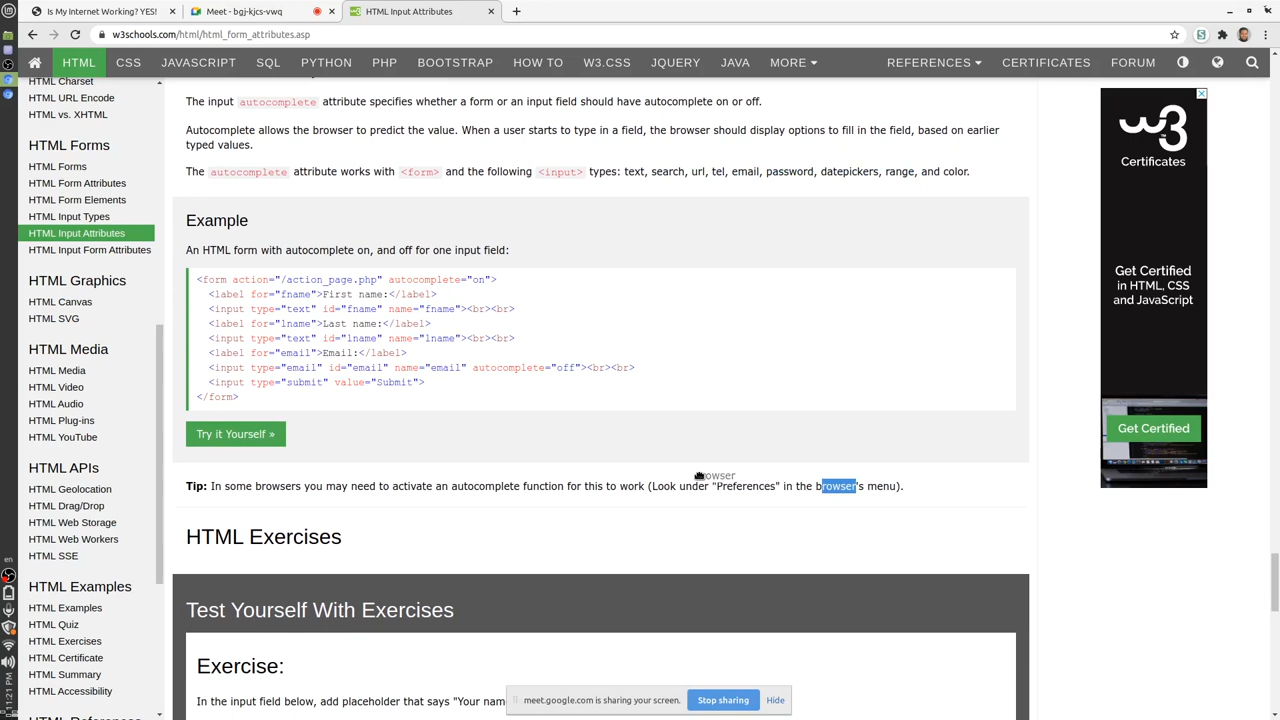 Is My Internet Working? YES!
Meet - bgj-kjcs-vwq
HTML Input Attributes
w3schools.com/html/html_form_attributes.asp
HTML
CSS
JAVASCRIPT
SQL
PYTHON
PHP
BOOTSTRAP
HOW TO
W3.CSS
JQUERY
JAVA
MORE
REFERENCES
CERTIFICATES
FORUM
HTML Charset
HTML URL Encode
HTML vs. XHTML
HTML Forms
HTML Forms
HTML Form Attributes
HTML Form Elements
HTML Input Types
HTML Input Attributes
HTML Input Form Attributes
HTML Graphics
HTML Canvas
HTML SVG
HTML Media
HTML Media
HTML Video
HTML Audio
HTML Plug-ins
HTML YouTube
HTML APIs
HTML Geolocation
HTML Drag/Drop
HTML Web Storage
HTML Web Workers
HTML SSE
HTML Examples
HTML Examples
HTML Quiz
HTML Exercises
HTML Certificate
HTML Summary
HTML Accessibility
The input autocomplete attribute specifies whether a form or an input field should have autocomplete on or off.
Autocomplete allows the browser to predict the value. When a user starts to type in a field, the browser should display options to fill in the field, based on earlier
typed values.
The autocomplete attribute works with <form> and the following <input> types: text, search, url, tel, email, password, datepickers, range, and color.
Example
An HTML form with autocomplete on, and off for one input field:
<form action="/action_page.php" autocomplete="on">
<label for="fname">First name:</label>
<input type="text" id="fname" name="fname"><br><br>
<label for="lname">Last name:</label>
<input type="text" id="lname" name="lname"><br><br>
<label for="email">Email:</label>
<input type="email" id="email" name="email" autocomplete="off"><br><br>
<input type="submit" value="Submit">
</form>
Try it Yourself »
rowser
Tip: In some browsers you may need to activate an autocomplete function for this to work (Look under "Preferences" in the browser's menu).
HTML Exercises
Test Yourself With Exercises
Exercise:
In the input field below, add placeholder that says "Your nam
meet.google.com is sharing your screen.
Stop sharing
Hide
w3
Certificates
Get Certified
in HTML, CSS
and JavaScript
Get Certified
en
11:21 PM